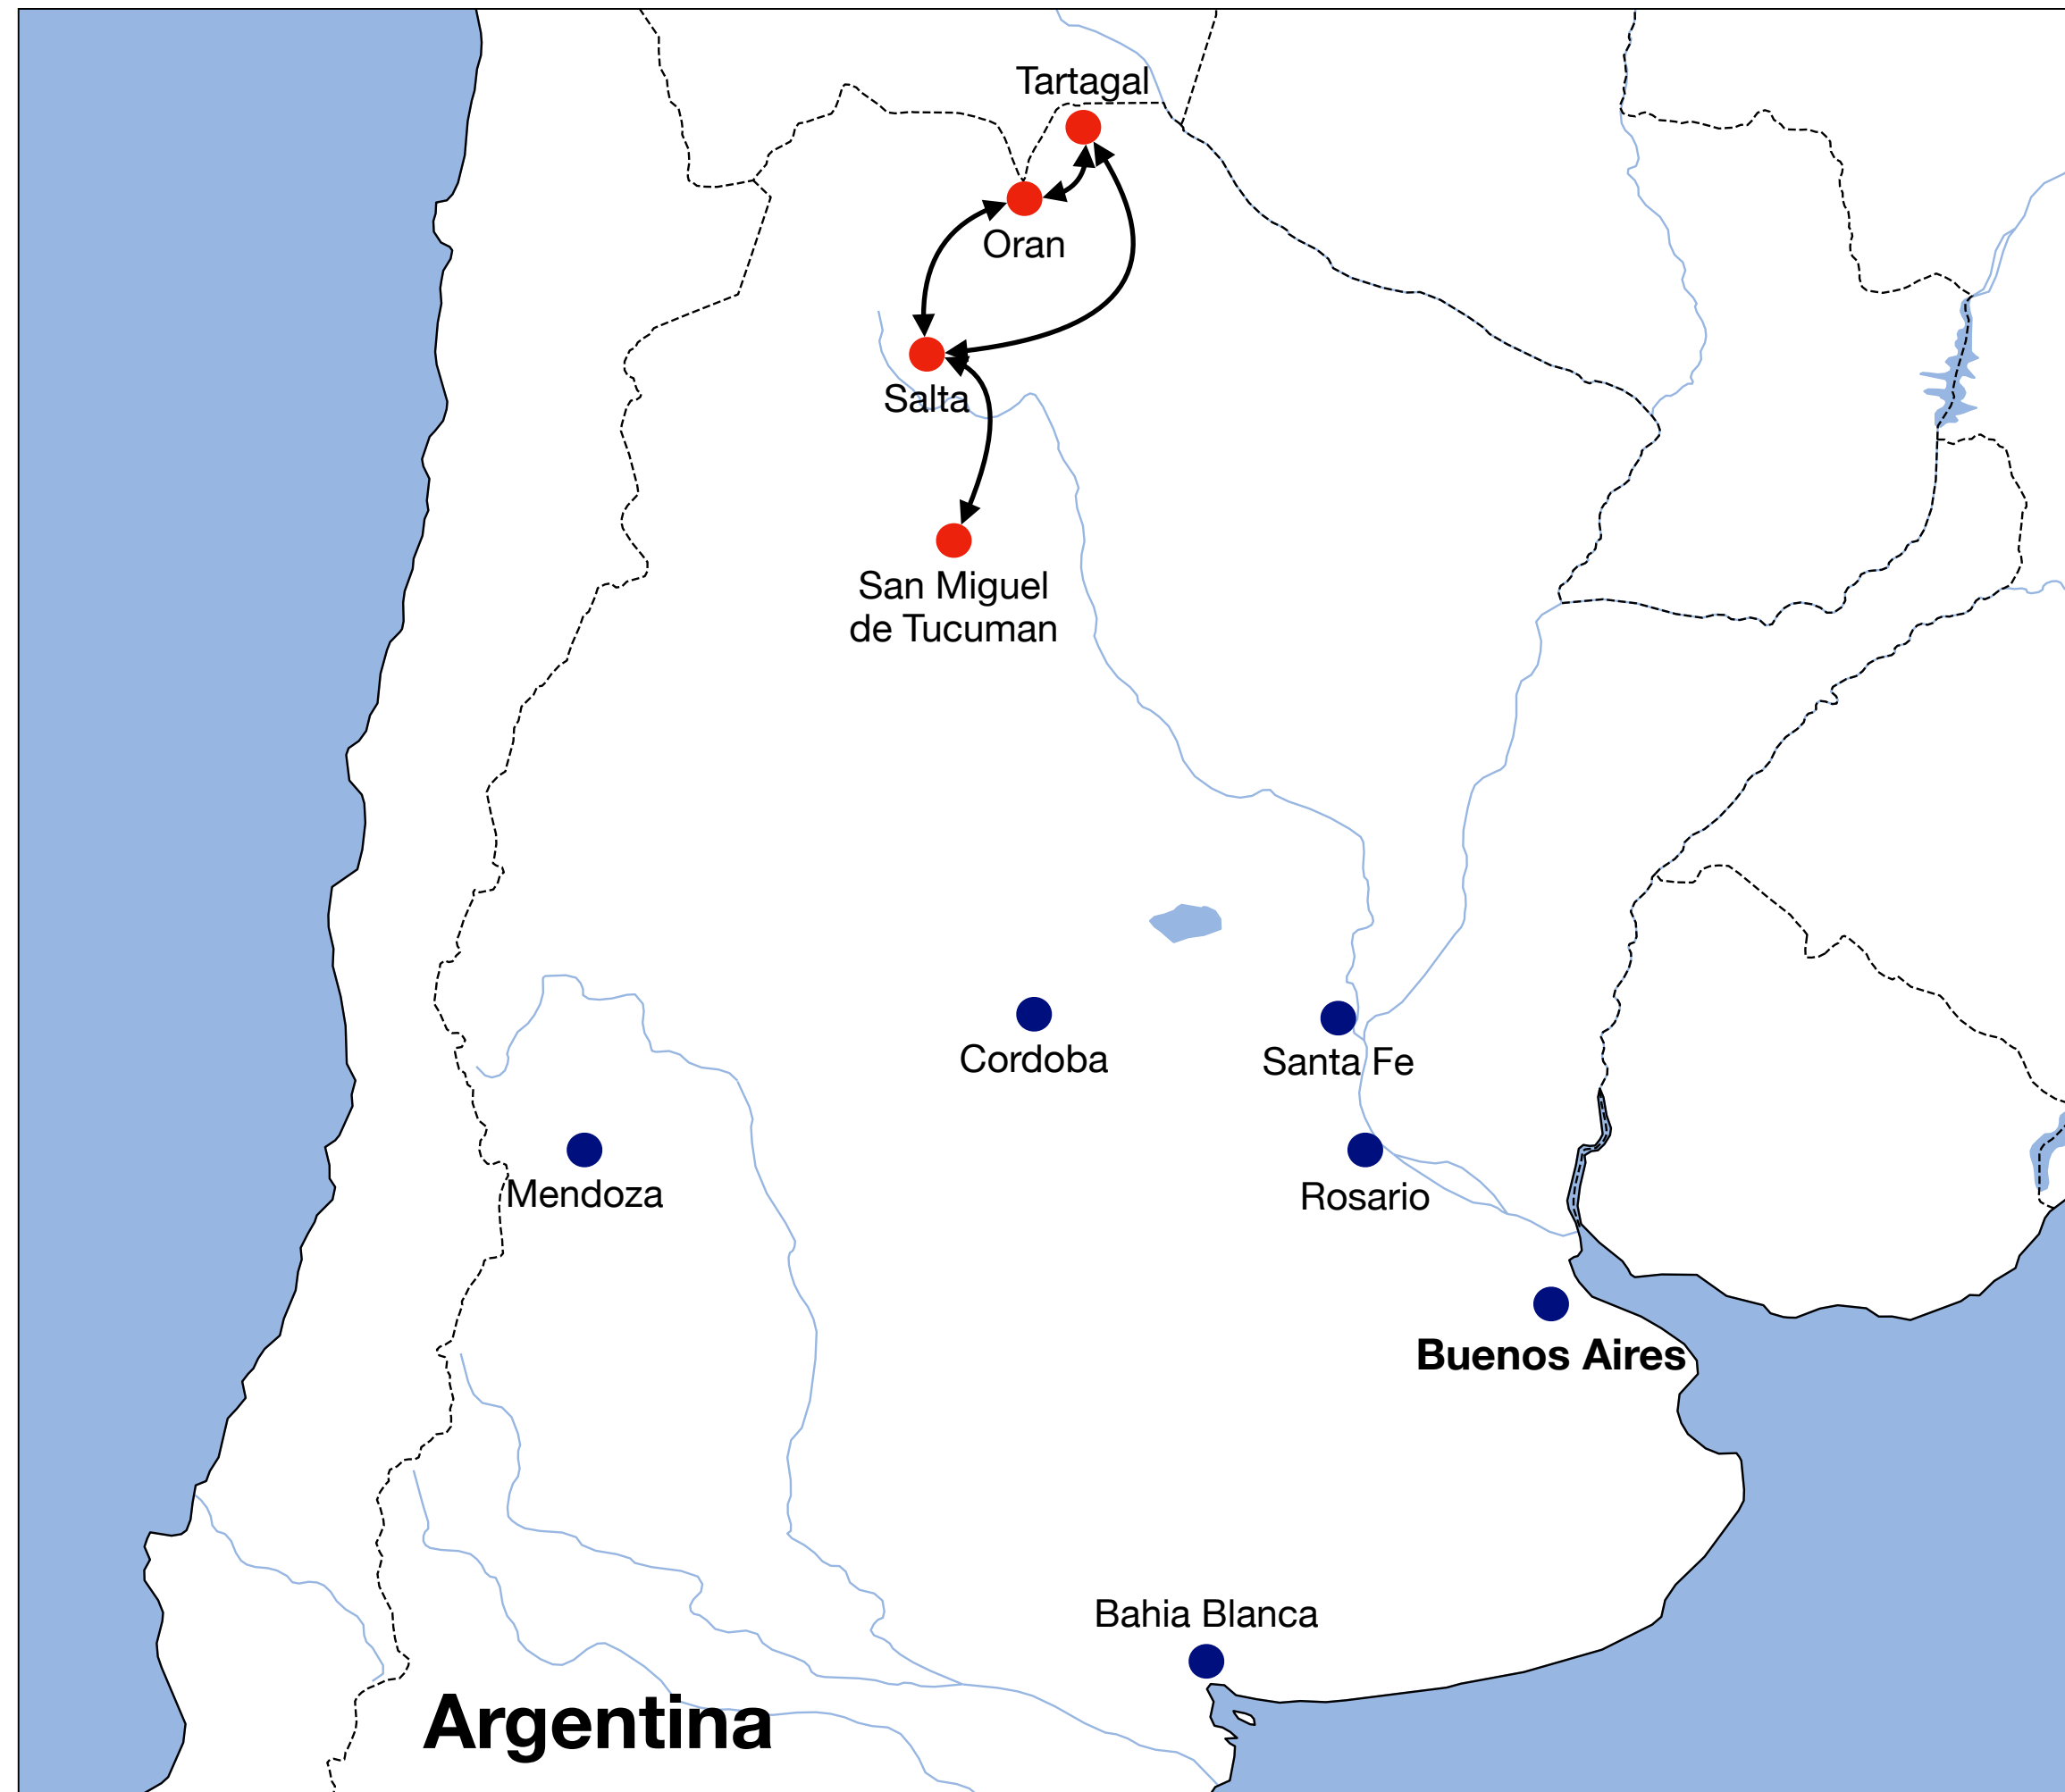 Tartagal
Oran
Salta
San Miguel
de Tucuman
Cordoba
Santa Fe
Mendoza
Rosario
Buenos Aires
Bahia Blanca
Argentina